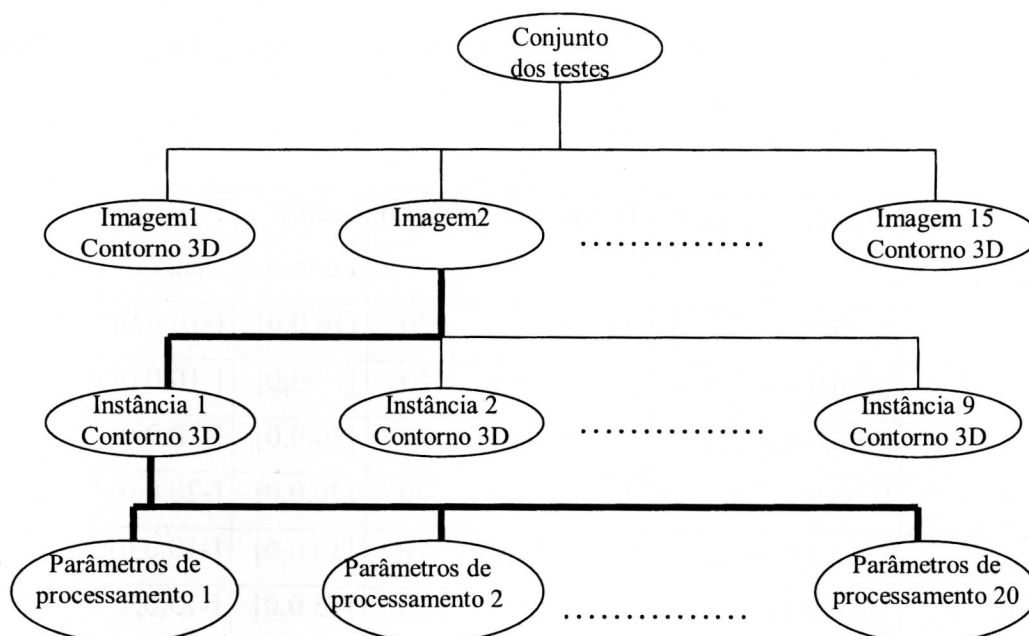 Conjunto
dos testes
Imagem1
Contorno 3D
Imagem2
Imagem 15
Contorno 3D
Instância 1
Contorno 3D
Instância 2
Contorno 3D
Instância 9
Contorno 3D
Parâmetros de
processamento 1
Parâmetros de
processamento 2
Parâmetros de
processamento 20